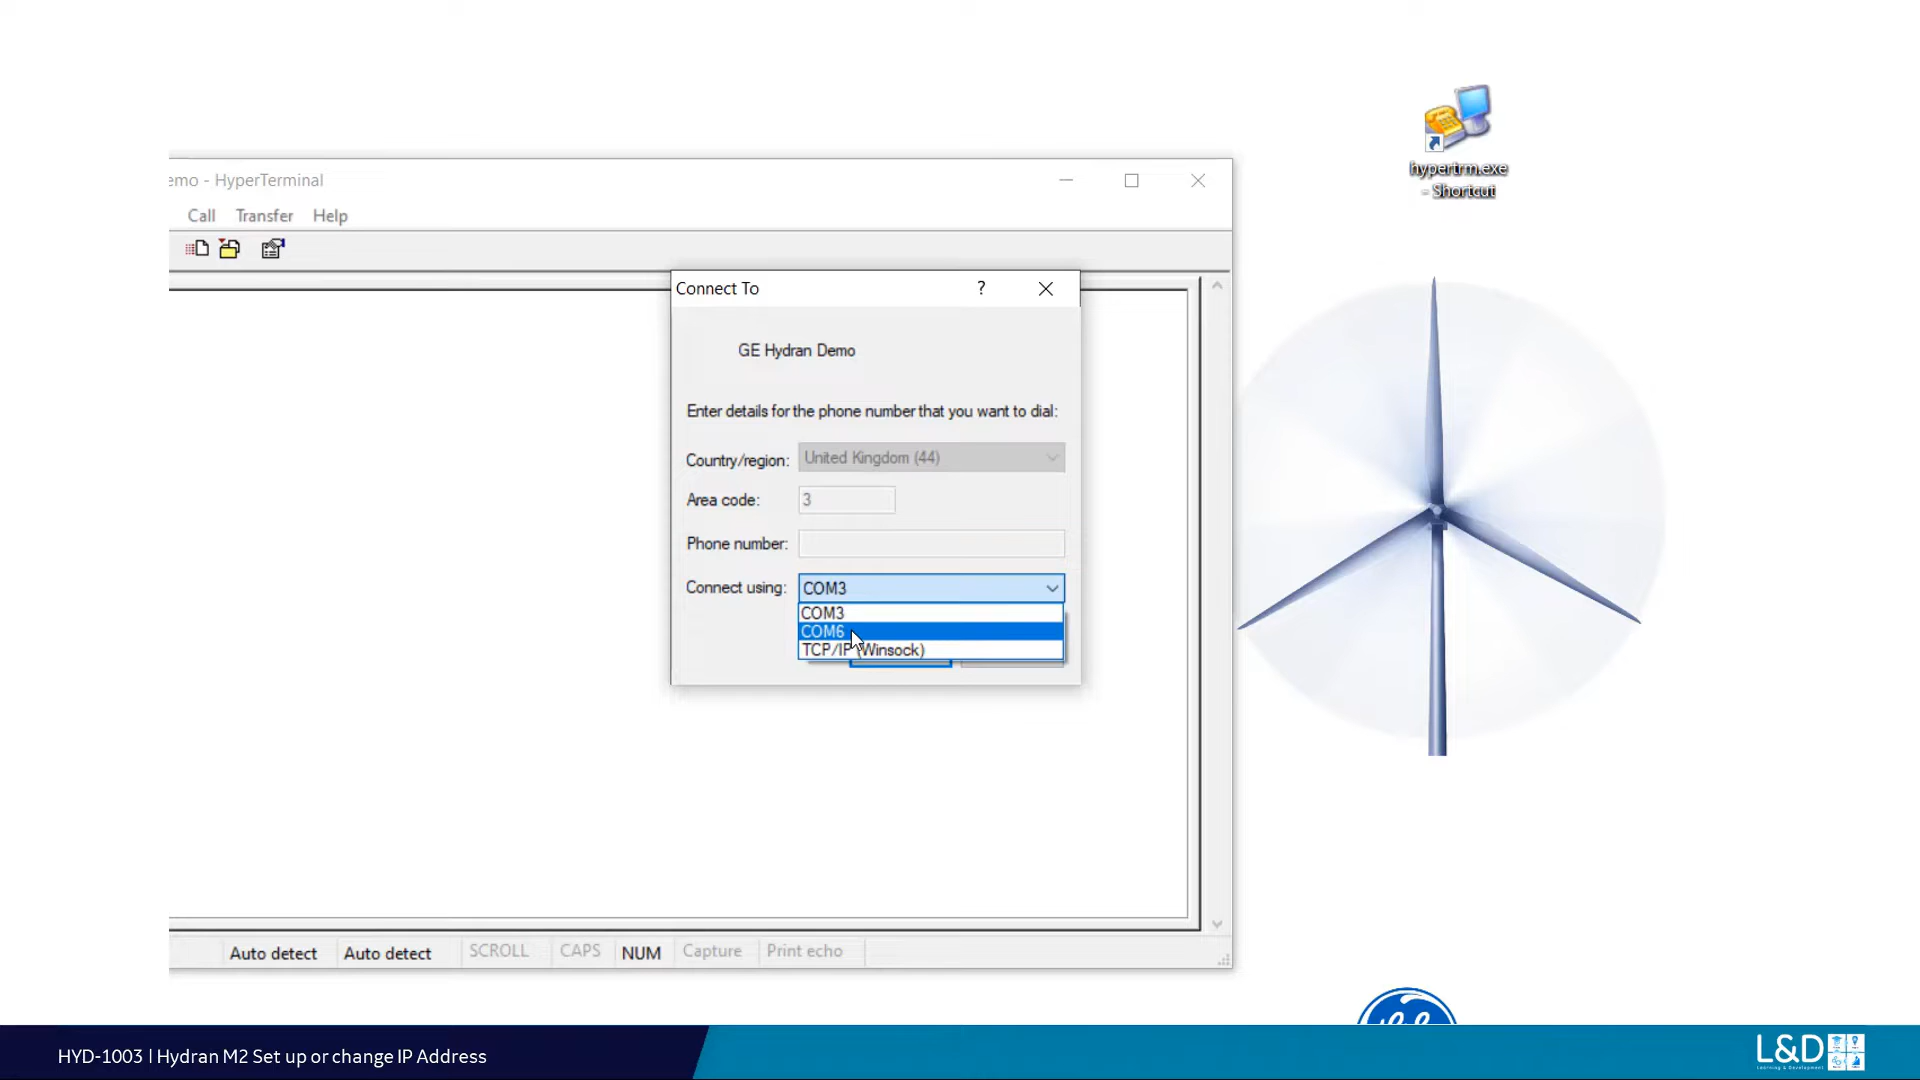 emo - HyperTerminal
Call Transfer Help
hypertrm.exe
- Shortcut
Connect To ?
GE Hydran Demo
Enter details for the phone number that you want to dial:
Country/region: United Kingdom (44)
Area code: 3
Phone number:
Connect using: COM3
COM3
COM6
TCP/IP (Winsock)
Auto detect Auto detect SCROLL CAPS NUM Capture Print echo
HYD-1003 | Hydran M2 Set up or change IP Address
L&D
Learning & Development